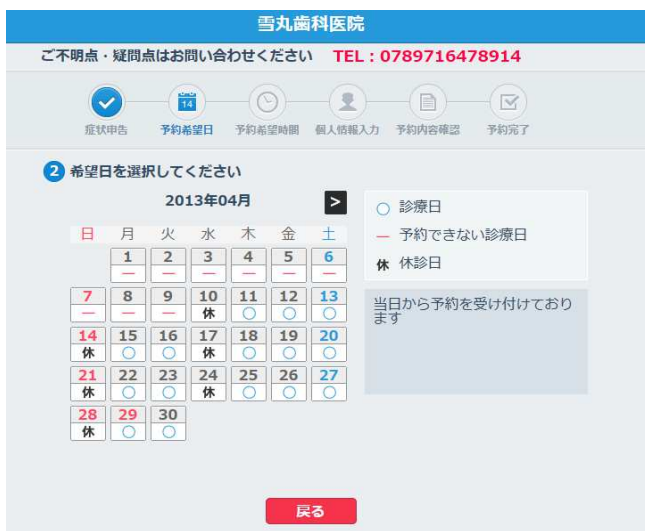 雪丸歯科医院
ご不明点・疑問点はお問い合わせください TEL：0789716478914
14
症状申告 予約希望日 予約希望時間 個人情報入力 予約内容確認 予約完了
2 希望日を選択してください
2013年04月 >
日 月 火 水 木 金 土
1 2 3 4 5 6
— — — — — —
7 8 9 10 11 12 13
— — — 休 ○ ○ ○
14 15 16 17 18 19 20
休 ○ ○ 休 ○ ○ ○
21 22 23 24 25 26 27
休 ○ ○ 休 ○ ○ ○
28 29 30
休 ○ ○
○ 診療日
— 予約できない診療日
休 休診日
当日から予約を受け付けており
ます
戻る